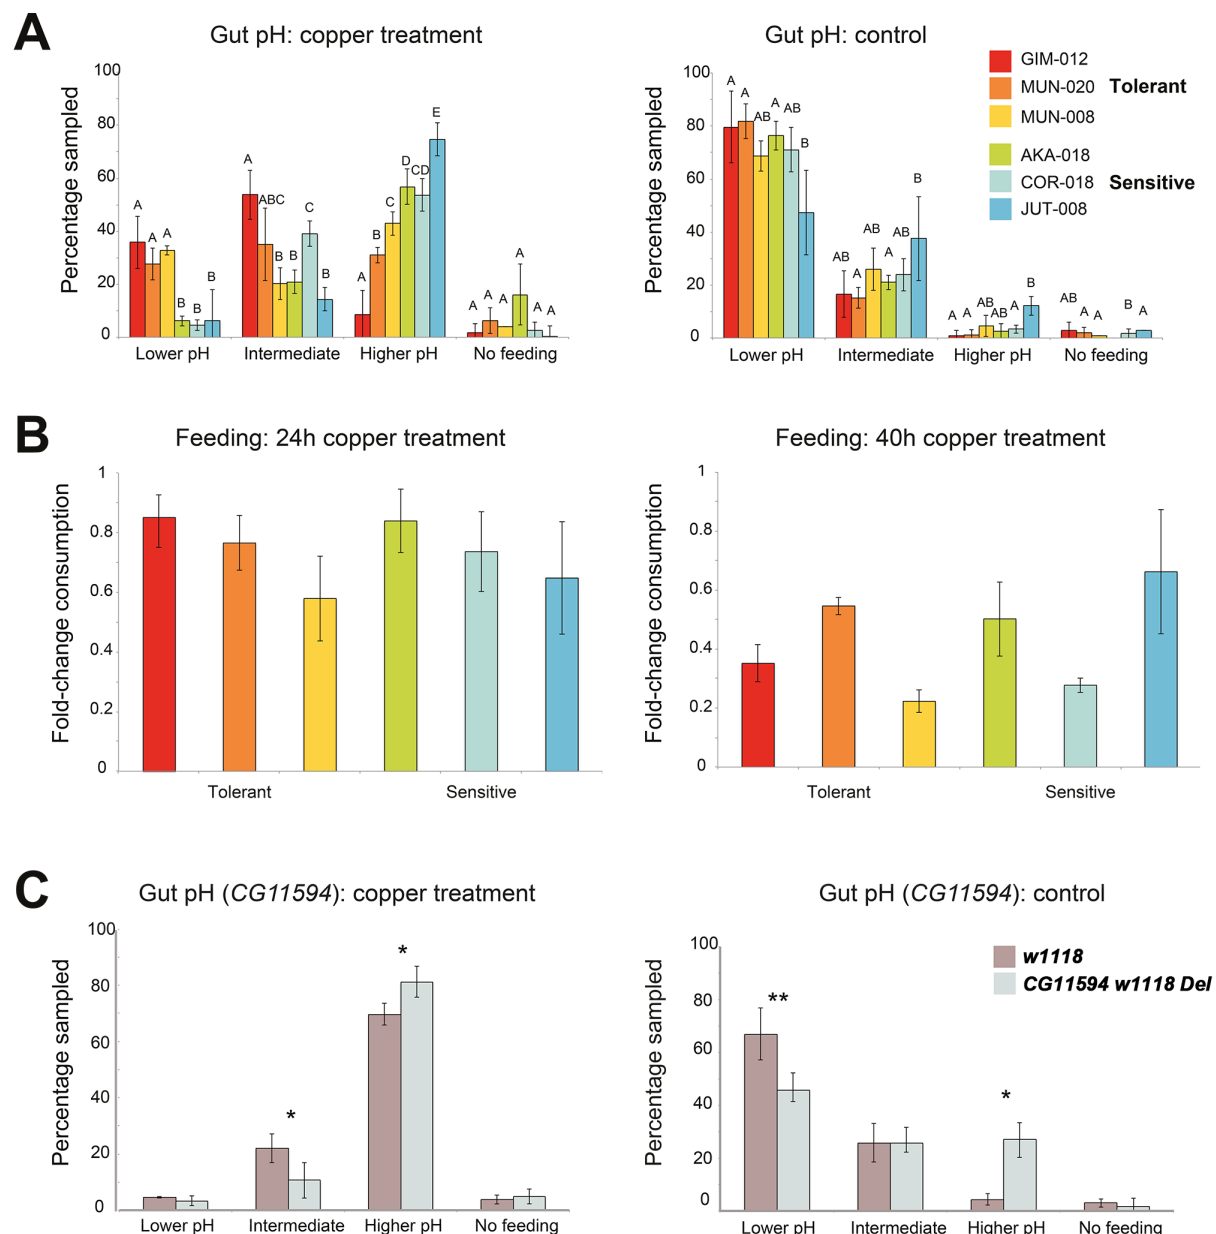 A
Gut pH: copper treatment
Percentage sampled
100
80
60
40
20
0
A
A
A
B
B
B
A
ABC
B
B
C
B
A
B
C
D
CD
E
A
A
A
A
A
A
Lower pH
Intermediate
Higher pH
No feeding
Gut pH: control
Percentage sampled
100
80
60
40
20
0
A
A
AB
A
AB
B
AB
A
AB
A
AB
B
A
A
AB
AB
A
B
AB
A
A
B
A
Lower pH
Intermediate
Higher pH
No feeding
GIM-012
MUN-020
MUN-008
Tolerant
AKA-018
COR-018
JUT-008
Sensitive
B
Feeding: 24h copper treatment
Fold-change consumption
1
0.8
0.6
0.4
0.2
0
Tolerant
Sensitive
Feeding: 40h copper treatment
Fold-change consumption
1
0.8
0.6
0.4
0.2
0
Tolerant
Sensitive
C
Gut pH (CG11594): copper treatment
Percentage sampled
100
80
60
40
20
0
*
*
Lower pH
Intermediate
Higher pH
No feeding
Gut pH (CG11594): control
Percentage sampled
100
80
60
40
20
0
**
*
Lower pH
Intermediate
Higher pH
No feeding
w1118
CG11594 w1118 Del